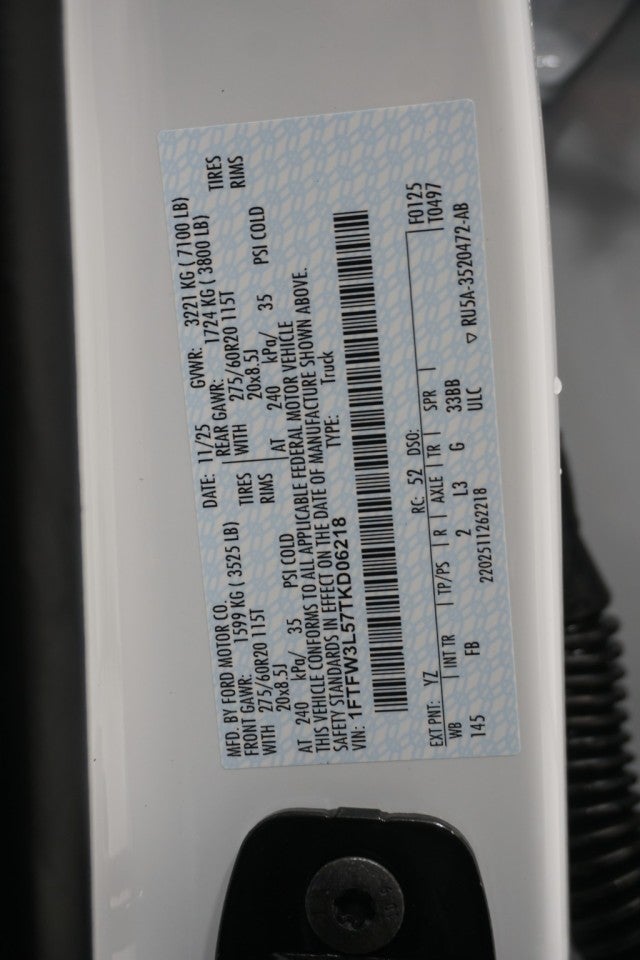 MFD. BY FORD MOTOR CO.
DATE: 11/25 GVWR: 3221 KG ( 7100 LB)
FRONT GAWR: 1599 KG ( 3525 LB) REAR GAWR: 1724 KG ( 3800 LB)
WITH 275/60R20 115T TIRES WITH 275/60R20 115T TIRES
20x8.5J RIMS 20x8.5J RIMS
AT 240 kPa/ 35 PSI COLD AT 240 kPa/ 35 PSI COLD
THIS VEHICLE CONFORMS TO ALL APPLICABLE FEDERAL MOTOR VEHICLE
SAFETY STANDARDS IN EFFECT ON THE DATE OF MANUFACTURE SHOWN ABOVE.
VIN: 1FTFW3L57TKD06218 TYPE: Truck
F0125
T0497
EXT PNT: YZ RC: 52 DSO:
WB INT TR TP/PS R AXLE TR SPR
145 FB 2 L3 G 33BB
2202511262218 ULC ▽ RU5A-3520472-AB